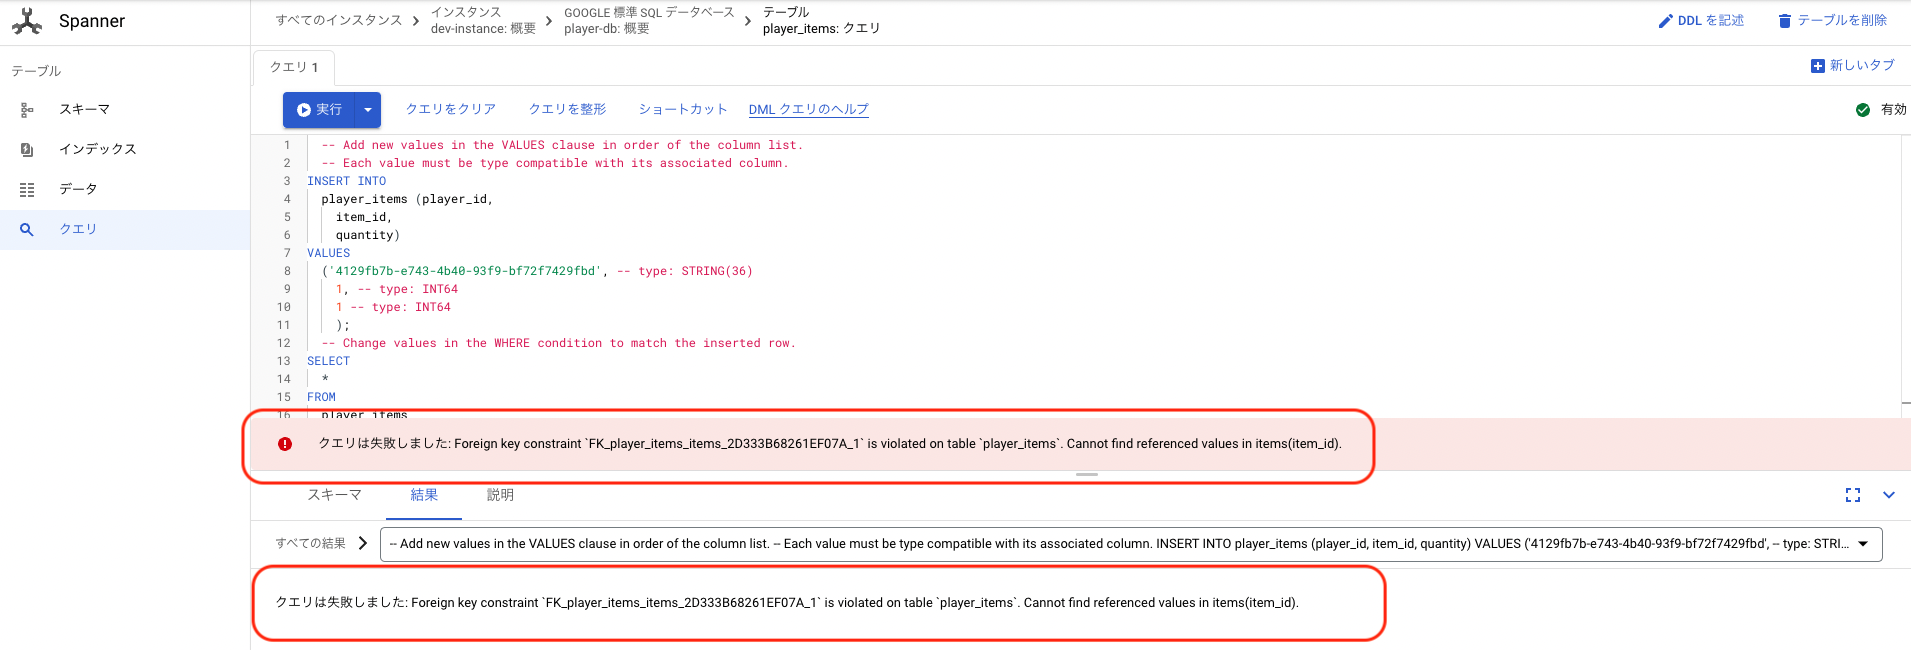 Spanner
すべてのインスタンス
インスタンス
dev-instance: 概要
GOOGLE 標準 SQL データベース
player-db: 概要
テーブル
player_items: クエリ
DDL を記述
テーブルを削除
テーブル
スキーマ
インデックス
データ
クエリ
クエリ 1
新しいタブ
実行
クエリをクリア
クエリを整形
ショートカット
DML クエリのヘルプ
有効
1 -- Add new values in the VALUES clause in order of the column list.
2 -- Each value must be type compatible with its associated column.
3 INSERT INTO
4 player_items (player_id,
5 item_id,
6 quantity)
7 VALUES
8 ('4129fb7b-e743-4b40-93f9-bf72f7429fbd', -- type: STRING(36)
9 1, -- type: INT64
10 1 -- type: INT64
11 );
12 -- Change values in the WHERE condition to match the inserted row.
13 SELECT
14 *
15 FROM
16 player_items
クエリは失敗しました: Foreign key constraint `FK_player_items_items_2D333B68261EF07A_1` is violated on table `player_items`. Cannot find referenced values in items(item_id).
スキーマ
結果
説明
すべての結果
-- Add new values in the VALUES clause in order of the column list. -- Each value must be type compatible with its associated column. INSERT INTO player_items (player_id, item_id, quantity) VALUES ('4129fb7b-e743-4b40-93f9-bf72f7429fbd', -- type: STRI...
クエリは失敗しました: Foreign key constraint `FK_player_items_items_2D333B68261EF07A_1` is violated on table `player_items`. Cannot find referenced values in items(item_id).